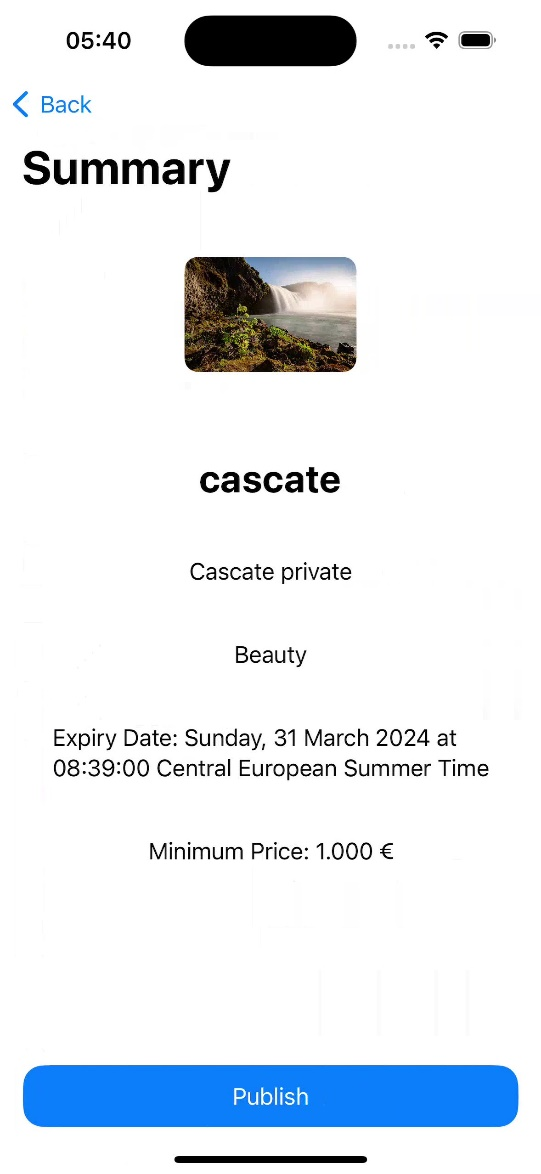 05:40
Back
Summary
cascate
Cascate private
Beauty
Expiry Date: Sunday, 31 March 2024 at
08:39:00 Central European Summer Time
Minimum Price: 1.000 €
Publish